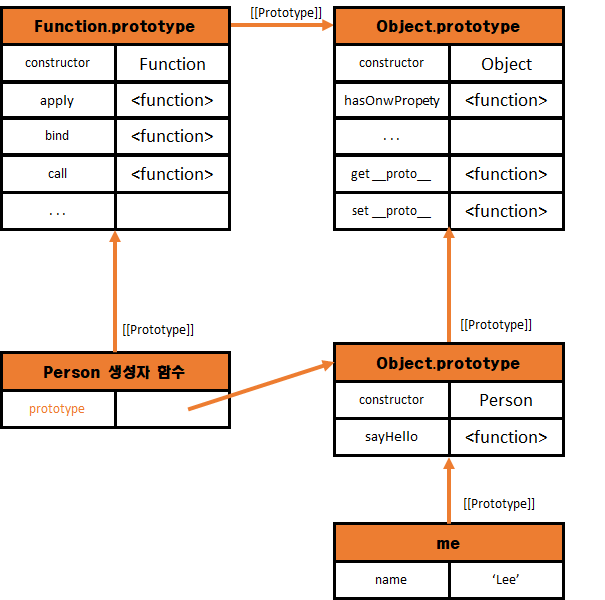 Function.prototype
constructor Function
apply <function>
bind <function>
call <function>
...
[[Prototype]]
Object.prototype
constructor Object
hasOnwPropety <function>
...
get __proto__ <function>
set __proto__ <function>
[[Prototype]]
[[Prototype]]
Person 생성자 함수
prototype
Object.prototype
constructor Person
sayHello <function>
[[Prototype]]
me
name ‘Lee’